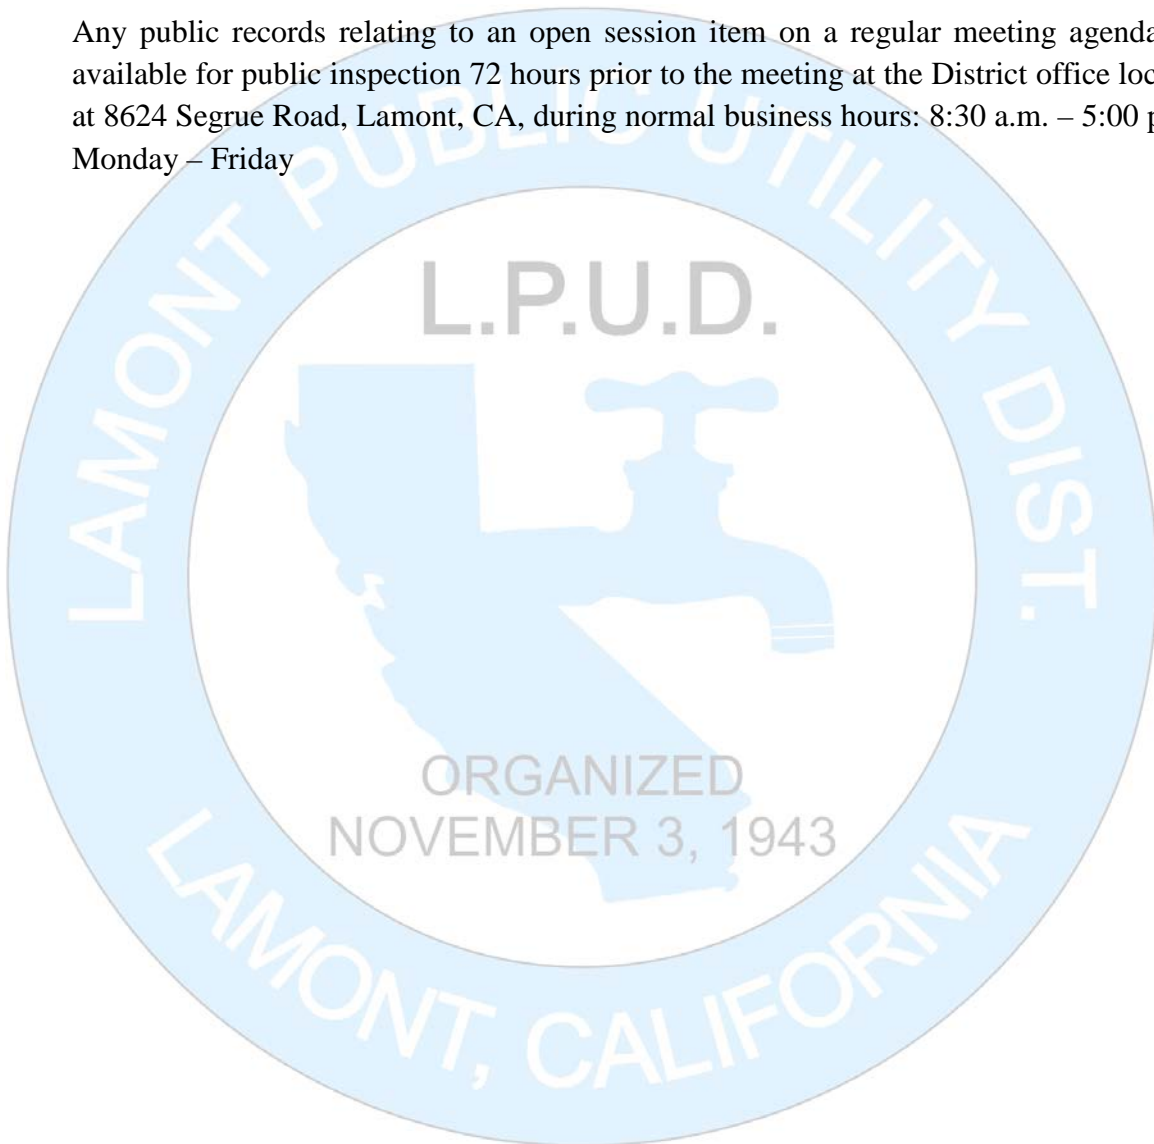 Any public records relating to an open session item on a regular meeting agenda
available for public inspection 72 hours prior to the meeting at the District office loc
at 8624 Segrue Road, Lamont, CA, during normal business hours: 8:30 a.m. – 5:00 p
Monday – Friday
LAMONT PUBLIC UTILITY DIST.
L.P.U.D.
ORGANIZED
NOVEMBER 3, 1943
LAMONT, CALIFORNIA